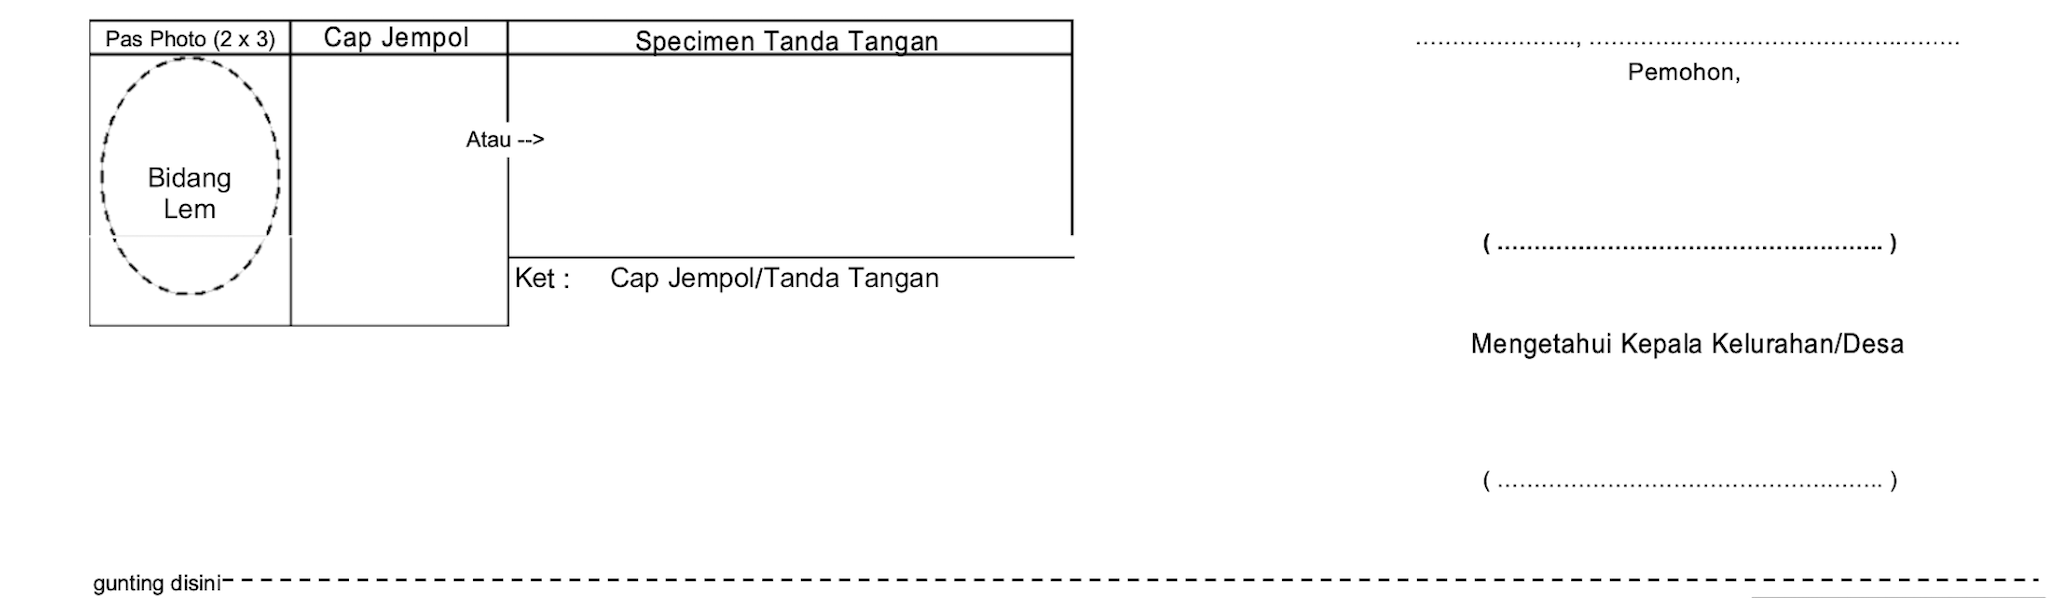 Pas Photo (2 x 3) Cap Jempol Specimen Tanda Tangan
Atau -->
Bidang
Lem
Ket : Cap Jempol/Tanda Tangan
......................, ..................................................
Pemohon,
( .................................................... )
Mengetahui Kepala Kelurahan/Desa
( .................................................... )
gunting disini